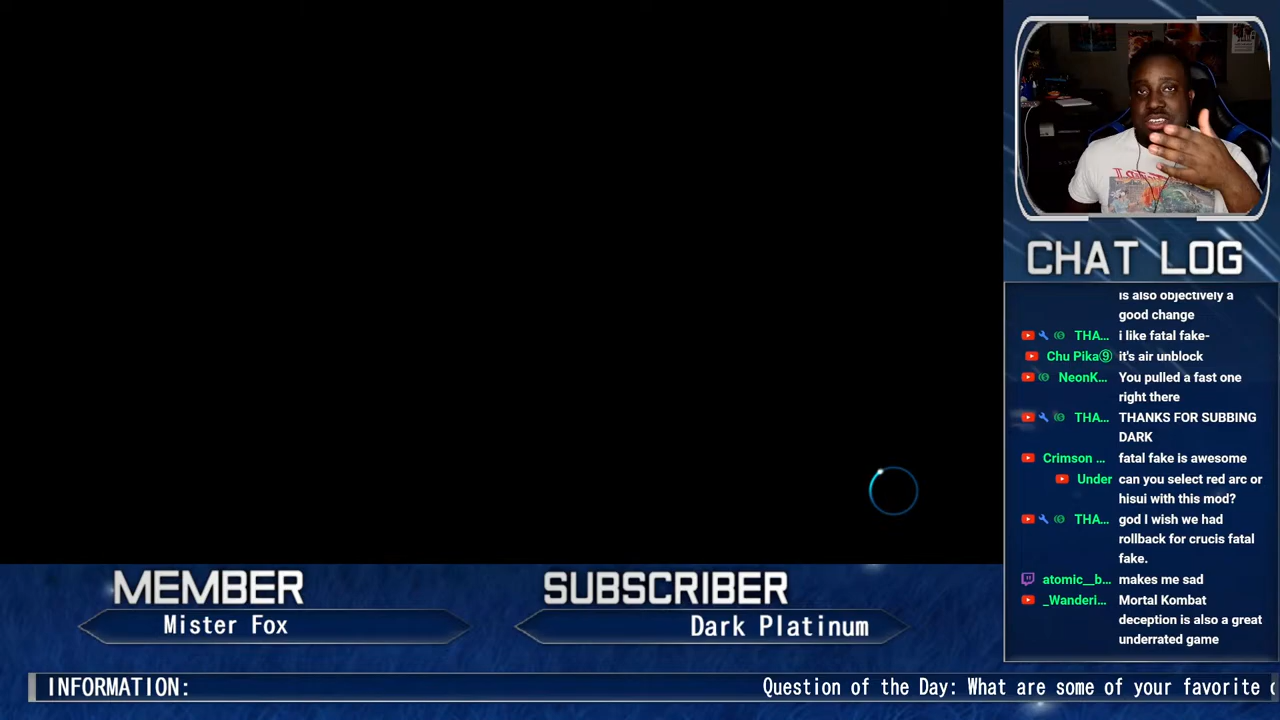 CHAT LOG
is also objectively a
good change
THA... i like fatal fake-
Chu Pika⑨ it's air unblock
NeonK... You pulled a fast one
right there
THA... THANKS FOR SUBBING
DARK
Crimson ... fatal fake is awesome
Under can you select red arc or
hisui with this mod?
THA... god I wish we had
rollback for crucis fatal
fake.
atomic__b... makes me sad
_Wanderi... Mortal Kombat
deception is also a great
underrated game
MEMBER
Mister Fox
SUBSCRIBER
Dark Platinum
INFORMATION:
Question of the Day: What are some of your favorite